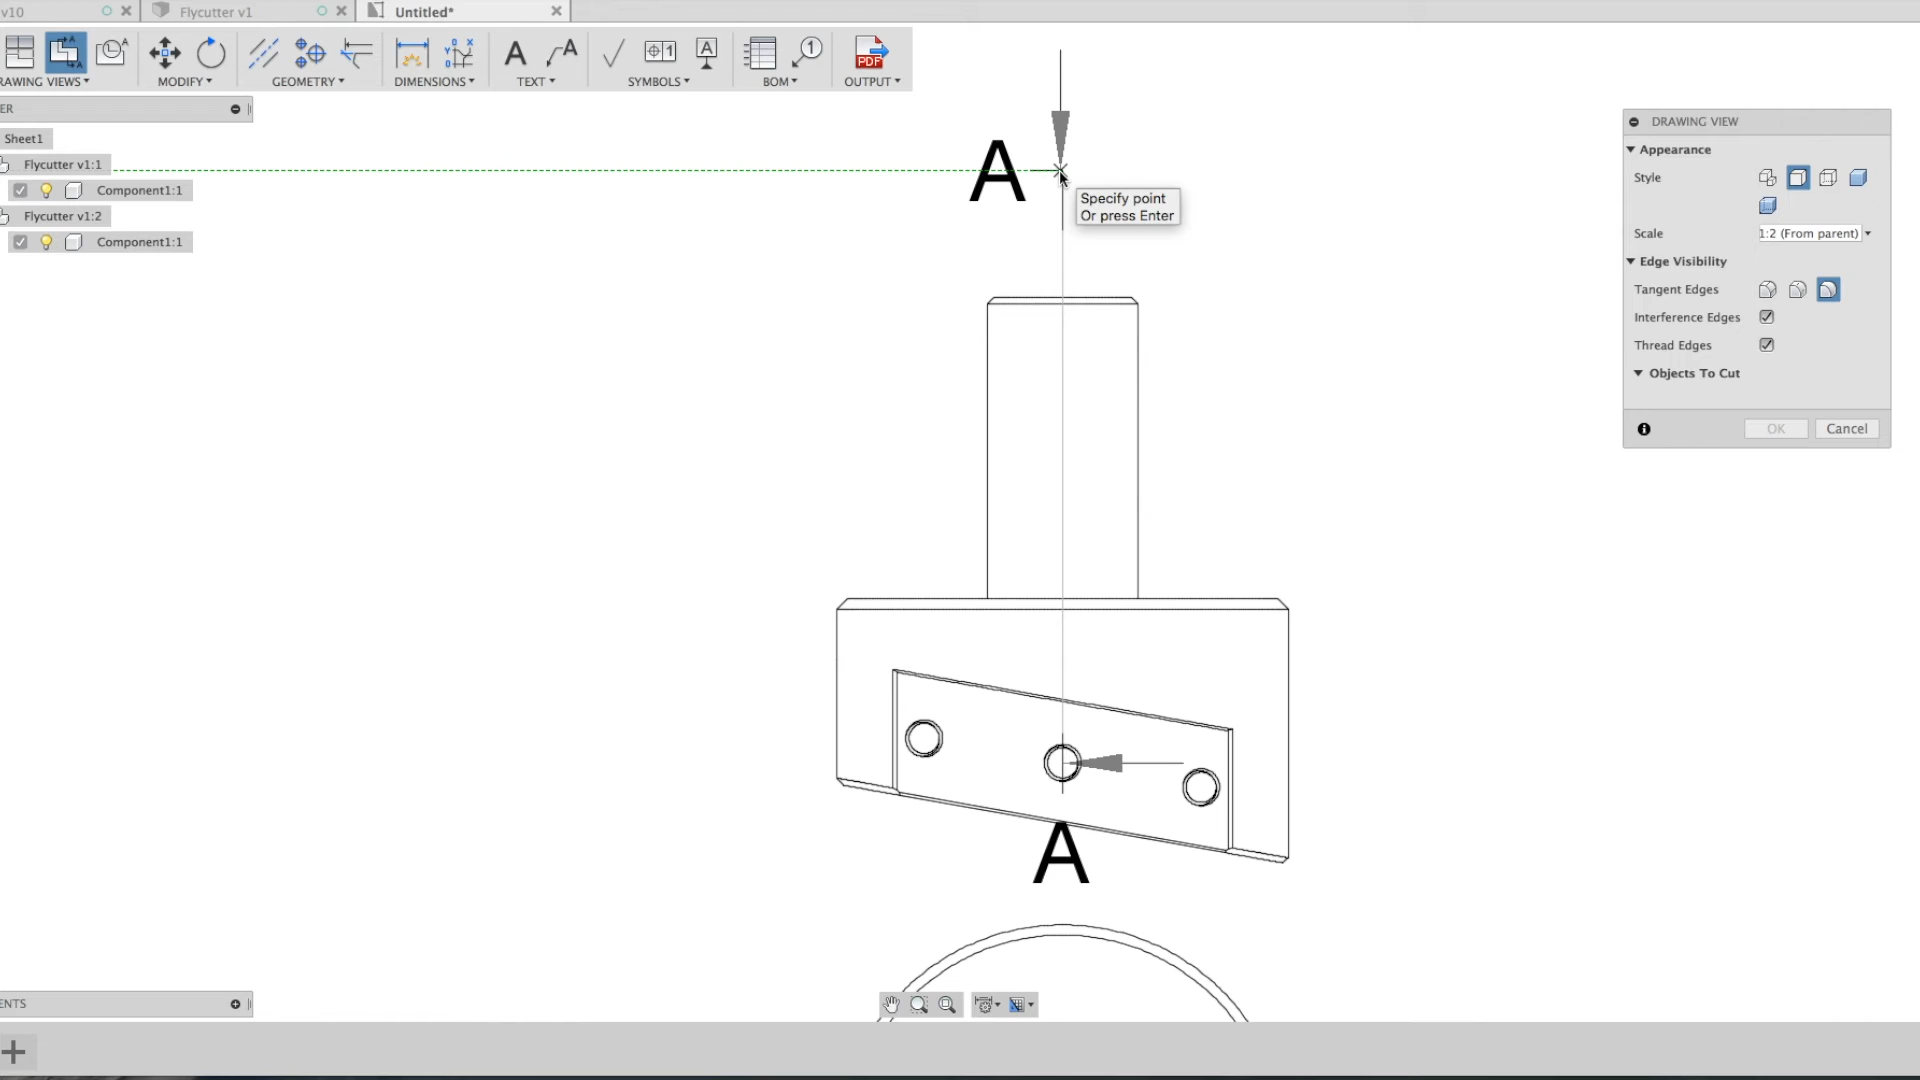 v10
Flycutter v1
Untitled*
RAWING VIEWS
MODIFY
GEOMETRY
DIMENSIONS
TEXT
SYMBOLS
BOM
OUTPUT
ER
Sheet1
Flycutter v1:1
Component1:1
Flycutter v1:2
Component1:1
A
Specify point
Or press Enter
A
DRAWING VIEW
Appearance
Style
Scale
1:2 (From parent)
Edge Visibility
Tangent Edges
Interference Edges
Thread Edges
Objects To Cut
OK
Cancel
ENTS